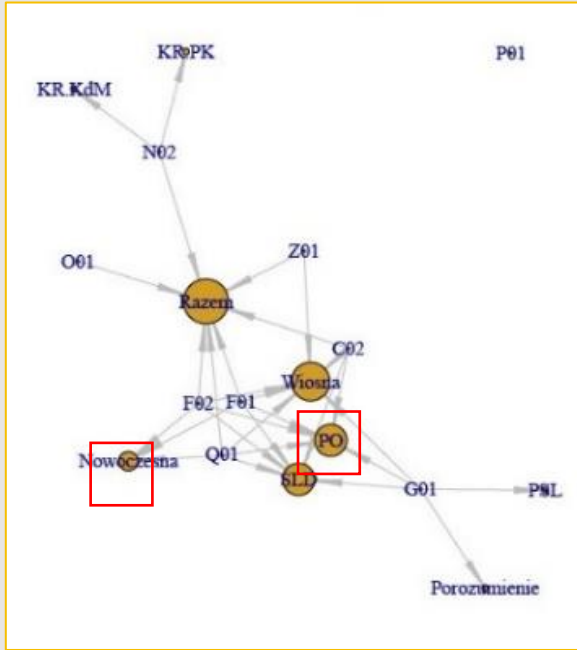 KR.PK
P01
KR.KdM
N02
Z01
O01
Razem
C02
Wiosna
F02
F01
PO
Q01
Nowoczesna
SLD
G01
PSL
Porozumienie